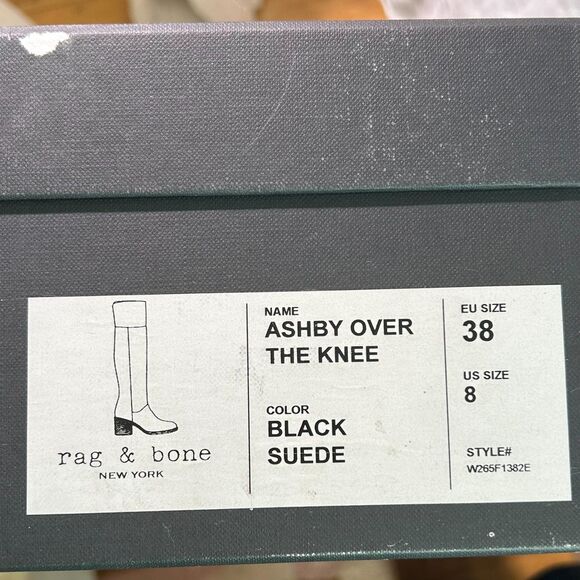 rag & bone
NEW YORK
NAME
ASHBY OVER
THE KNEE
COLOR
BLACK
SUEDE
EU SIZE
38
US SIZE
8
STYLE#
W265F1382E